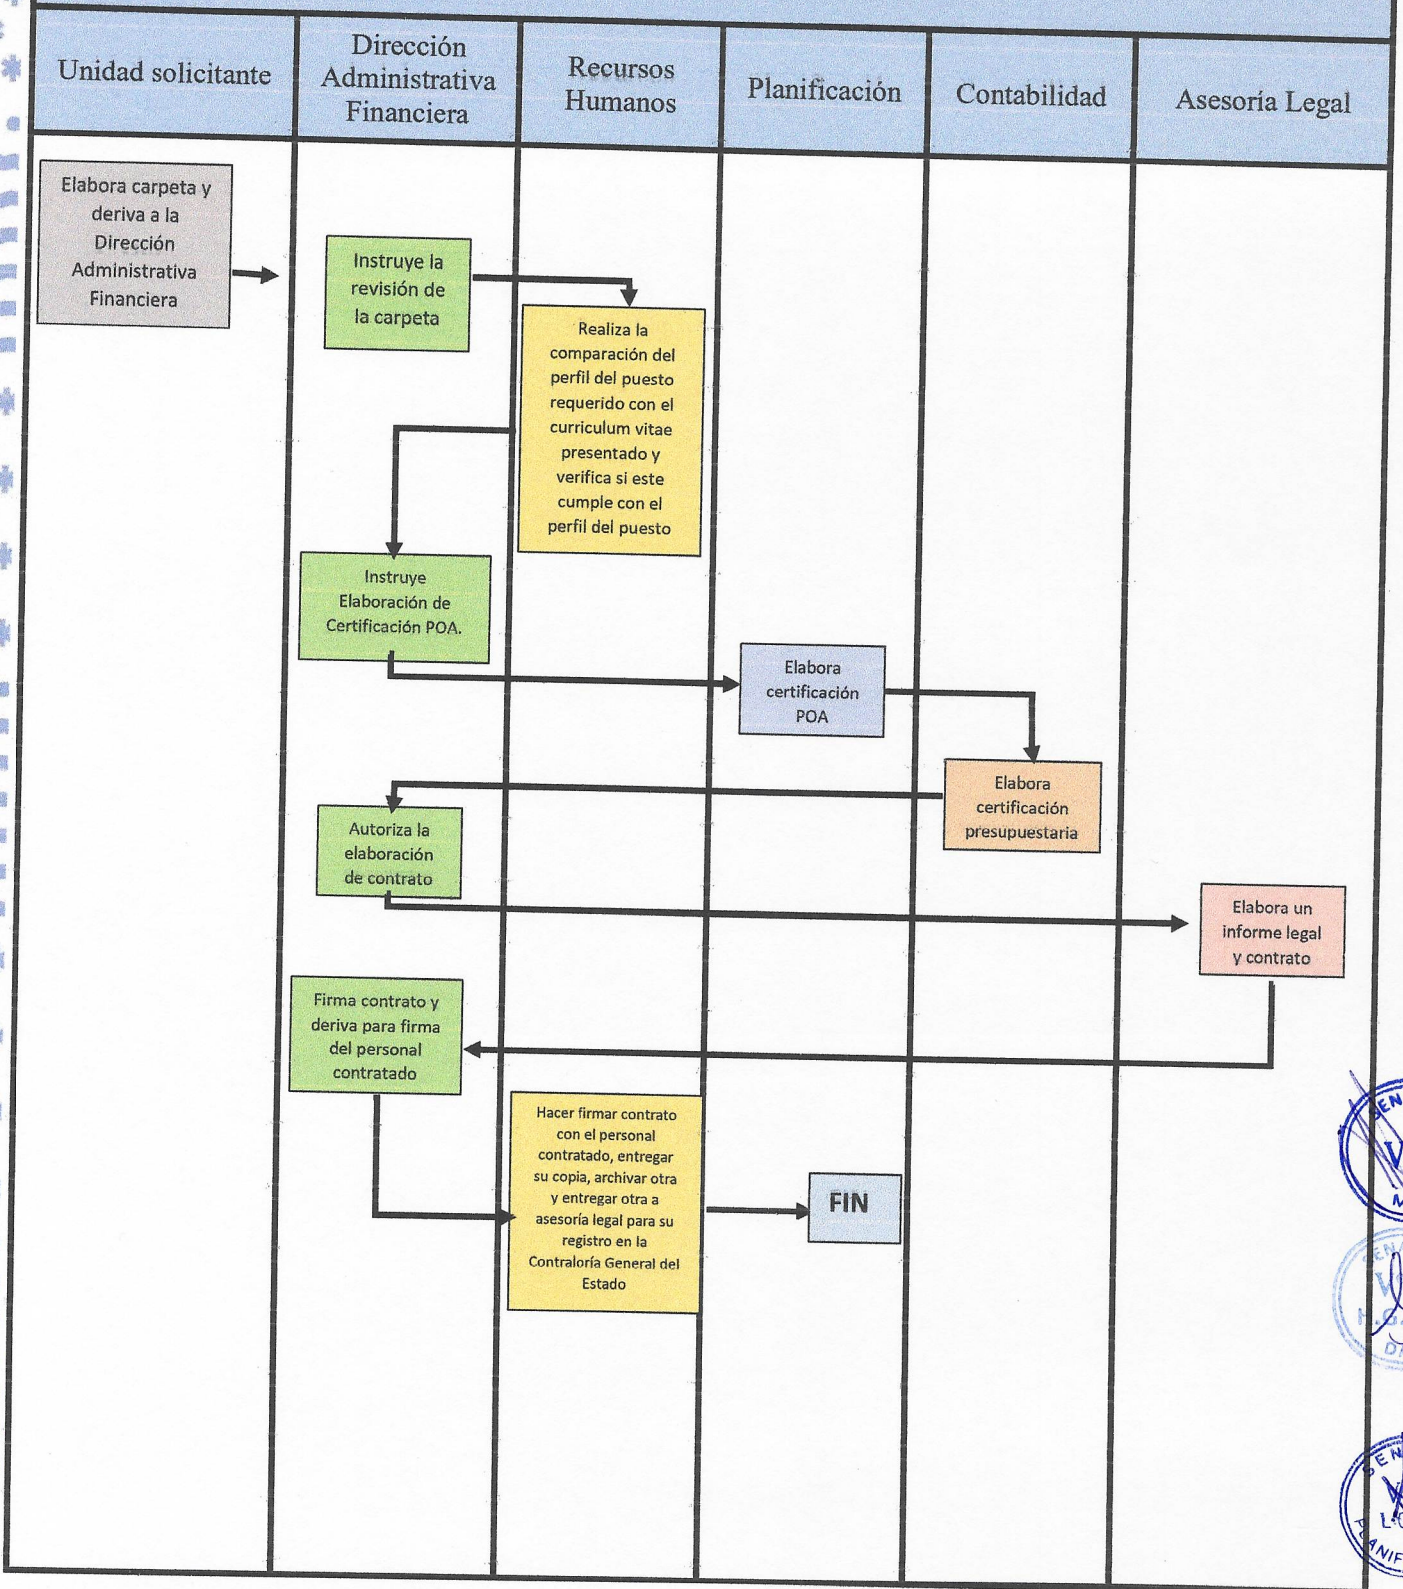 Unidad solicitante
Dirección
Administrativa
Financiera
Recursos
Humanos
Planificación
Contabilidad
Asesoría Legal
Elabora carpeta y
deriva a la
Dirección
Administrativa
Financiera
Instruye la
revisión de
la carpeta
Realiza la
comparación del
perfil del puesto
requerido con el
curriculum vitae
presentado y
verifica si este
cumple con el
perfil del puesto
Instruye
Elaboración de
Certificación POA.
Elabora
certificación
POA
Elabora
certificación
presupuestaria
Autoriza la
elaboración
de contrato
Elabora un
informe legal
y contrato
Firma contrato y
deriva para firma
del personal
contratado
Hacer firmar contrato
con el personal
contratado, entregar
su copia, archivar otra
y entregar otra a
asesoría legal para su
registro en la
Contraloría General del
Estado
FIN